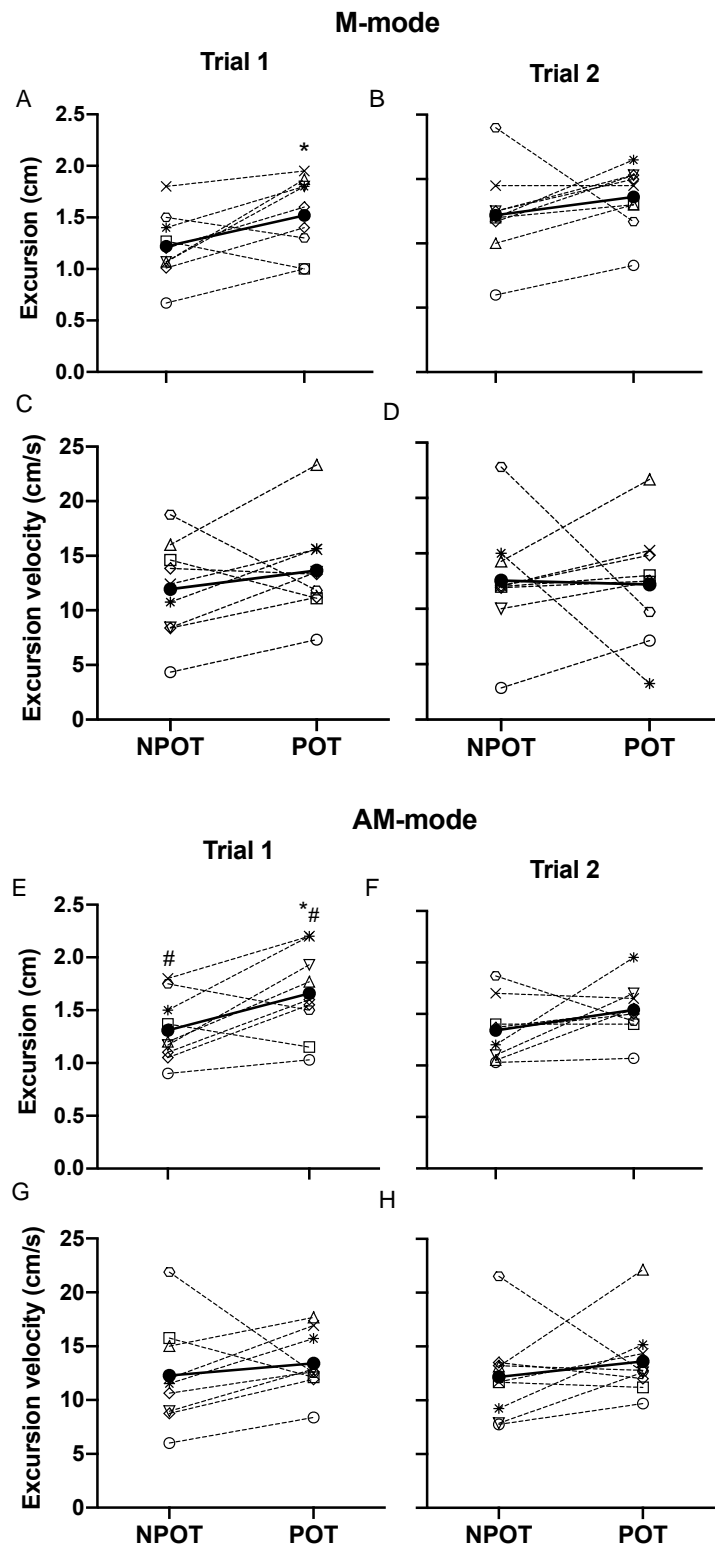 M-mode
Trial 1
Trial 2
A
B
2.5
2.0
1.5
1.0
0.5
0.0
Excursion (cm)
*
C
D
25
20
15
10
5
0
Excursion velocity (cm/s)
NPOT POT
NPOT POT
AM-mode
Trial 1
Trial 2
E
F
2.5
2.0
1.5
1.0
0.5
0.0
Excursion (cm)
#
*#
G
H
25
20
15
10
5
0
Excursion velocity (cm/s)
NPOT POT
NPOT POT